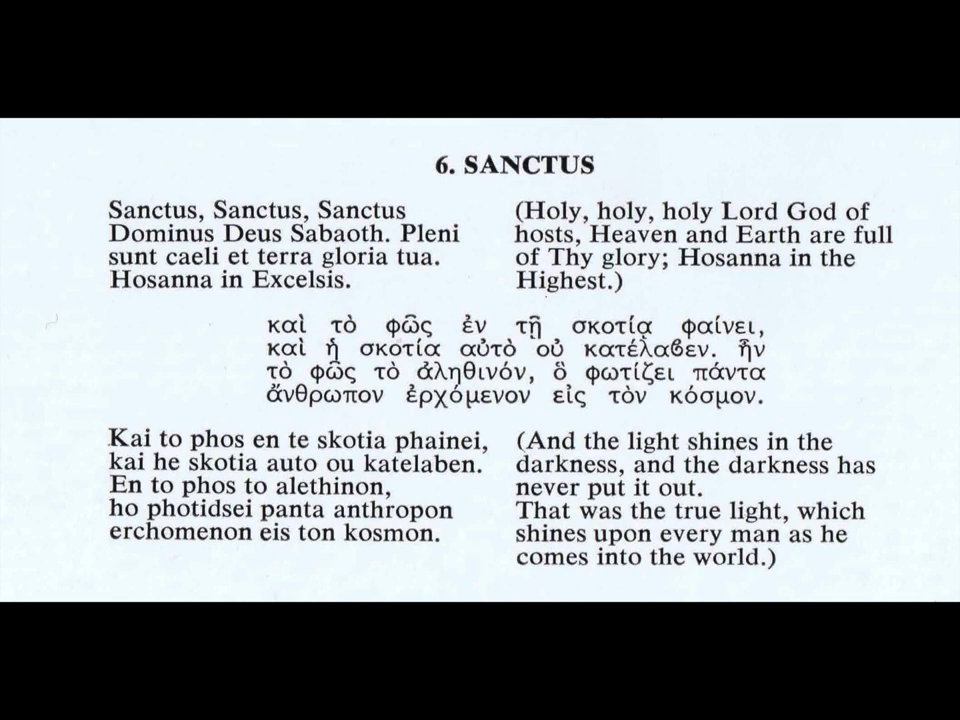 6. SANCTUS
Sanctus, Sanctus, Sanctus
Dominus Deus Sabaoth. Pleni
sunt caeli et terra gloria tua.
Hosanna in Excelsis.
(Holy, holy, holy Lord God of
hosts, Heaven and Earth are full
of Thy glory; Hosanna in the
Highest.)
καὶ τὸ φῶς ἐν τῇ σκοτίᾳ φαίνει,
καὶ ἡ σκοτία αὐτὸ οὐ κατέλαϐεν. ἦν
τὸ φῶς τὸ ἀληθινόν, ὃ φωτίζει πάντα
ἄνθρωπον ἐρχόμενον εἰς τὸν κόσμον.
Kai to phos en te skotia phainei,
kai he skotia auto ou katelaben.
En to phos to alethinon,
ho photidsei panta anthropon
erchomenon eis ton kosmon.
(And the light shines in the
darkness, and the darkness has
never put it out.
That was the true light, which
shines upon every man as he
comes into the world.)